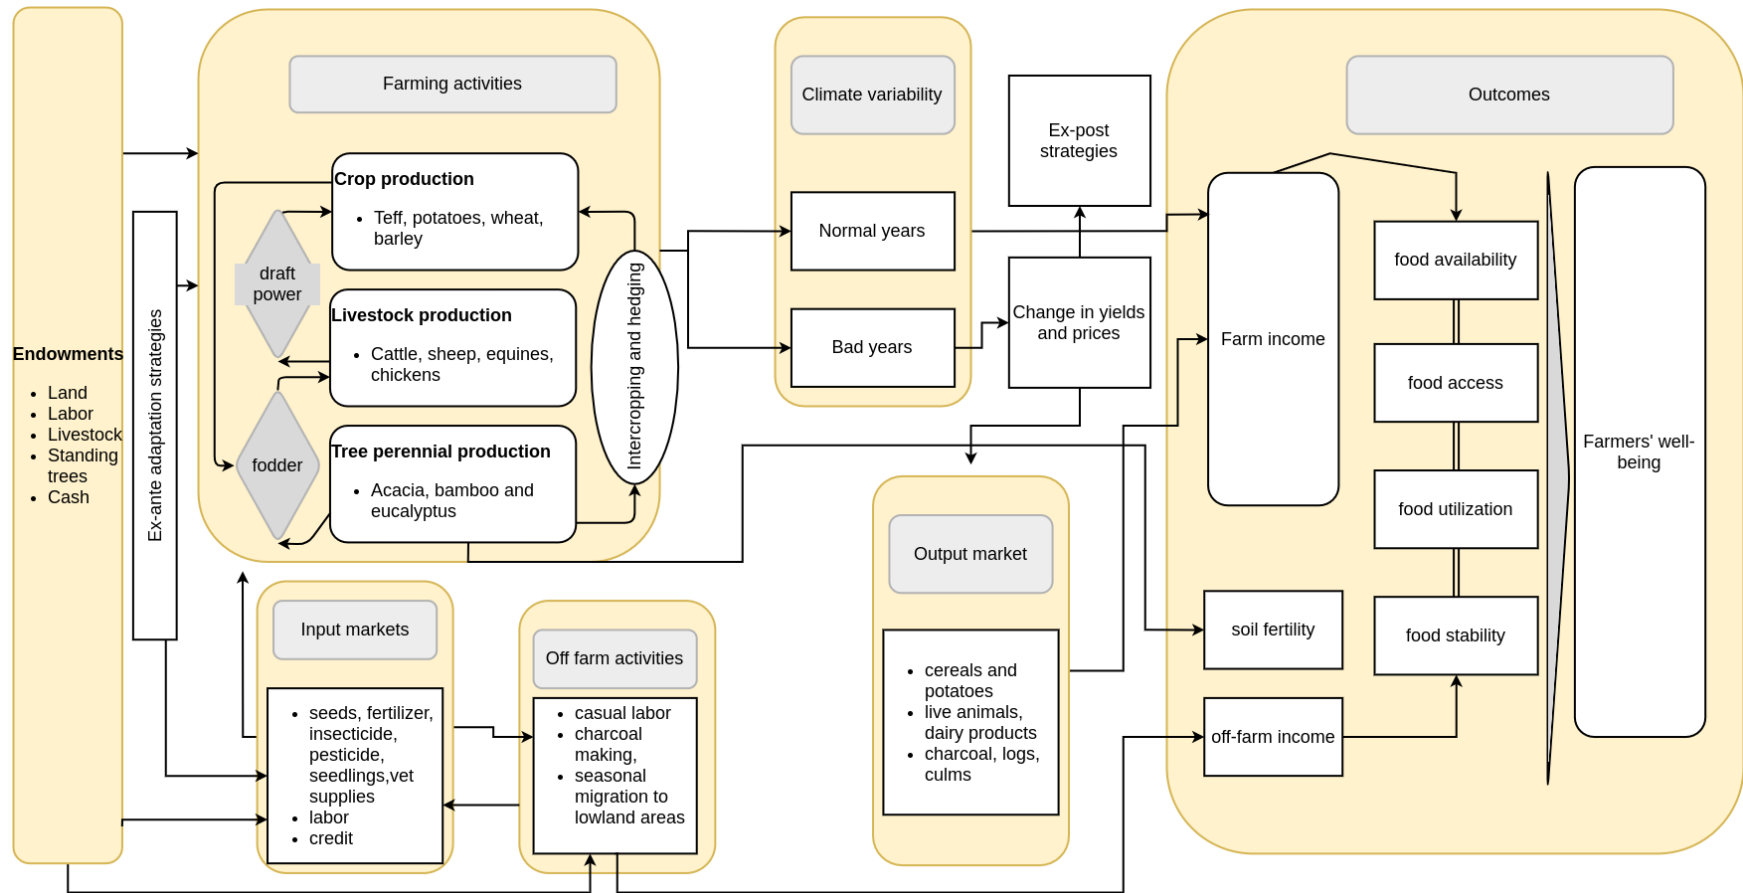 Endowments
• Land
• Labor
• Livestock
• Standing
trees
• Cash
Ex-ante adaptation strategies
Farming activities
Crop production
• Teff, potatoes, wheat,
barley
draft
power
Livestock production
• Cattle, sheep, equines,
chickens
fodder
Tree perennial production
• Acacia, bamboo and
eucalyptus
Intercropping and hedging
Input markets
• seeds, fertilizer,
insecticide,
pesticide,
seedlings,vet
supplies
• labor
• credit
Off farm activities
• casual labor
• charcoal
making,
• seasonal
migration to
lowland areas
Climate variability
Normal years
Bad years
Ex-post
strategies
Change in yields
and prices
Output market
• cereals and
potatoes
• live animals,
dairy products
• charcoal, logs,
culms
Outcomes
Farm income
food availability
food access
food utilization
food stability
soil fertility
off-farm income
Farmers' well-
being